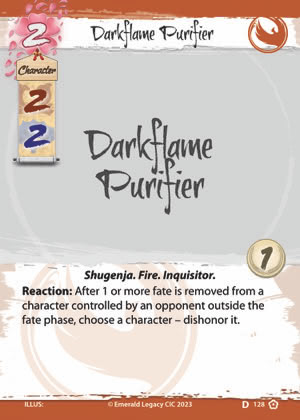 2
Darkflame Purifier
Character
2
2
Darkflame
Purifier
1
Shugenja. Fire. Inquisitor.
Reaction: After 1 or more fate is removed from a
character controlled by an opponent outside the
fate phase, choose a character – dishonor it.
ILLUS: © Emerald Legacy CIC 2023 D 128